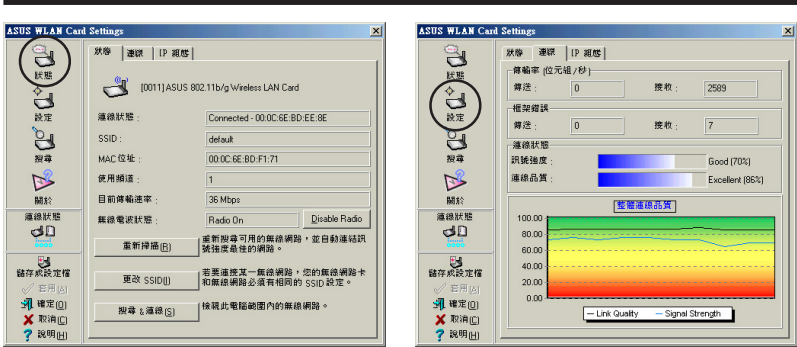 ASUS WLAN Card Settings
狀態
設定
搜尋
關於
連線狀態
儲存成設定檔
套用(A)
確定(O)
取消(C)
說明(H)
狀態 連線 IP 組態
[0011] ASUS 802.11b/g Wireless LAN Card
連線狀態 : Connected - 00:0C:6E:BD:EE:8E
SSID : default
MAC 位址 : 00:0C:6E:BD:F1:71
使用頻道 : 1
目前傳輸速率 : 36 Mbps
無線電波狀態 : Radio On Disable Radio
重新掃描(R) 重新搜尋可用的無線網路，並自動連結訊
號強度最佳的網路。
更改 SSID(I) 若要連接某一無線網路，您的無線網路卡
和無線網路必須有相同的 SSID 設定。
搜尋 & 連線(S) 檢視此電腦範圍內的無線網路。
ASUS WLAN Card Settings
狀態
設定
搜尋
關於
連線狀態
儲存成設定檔
套用(A)
確定(O)
取消(C)
說明(H)
狀態 連線 IP 組態
傳輸率 (位元組/秒)
傳送 : 0 接收 : 2589
框架錯誤
傳送 : 0 接收 : 7
連線狀態
訊號強度 : Good (70%)
連線品質 : Excellent (86%)
整體連線品質
100.00
80.00
60.00
40.00
20.00
0.00
Link Quality Signal Strength